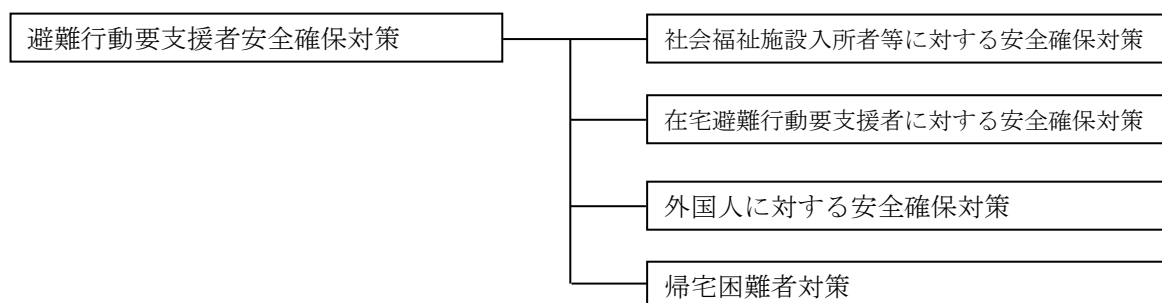 避難行動要支援者安全確保対策
社会福祉施設入所者等に対する安全確保対策
在宅避難行動要支援者に対する安全確保対策
外国人に対する安全確保対策
帰宅困難者対策